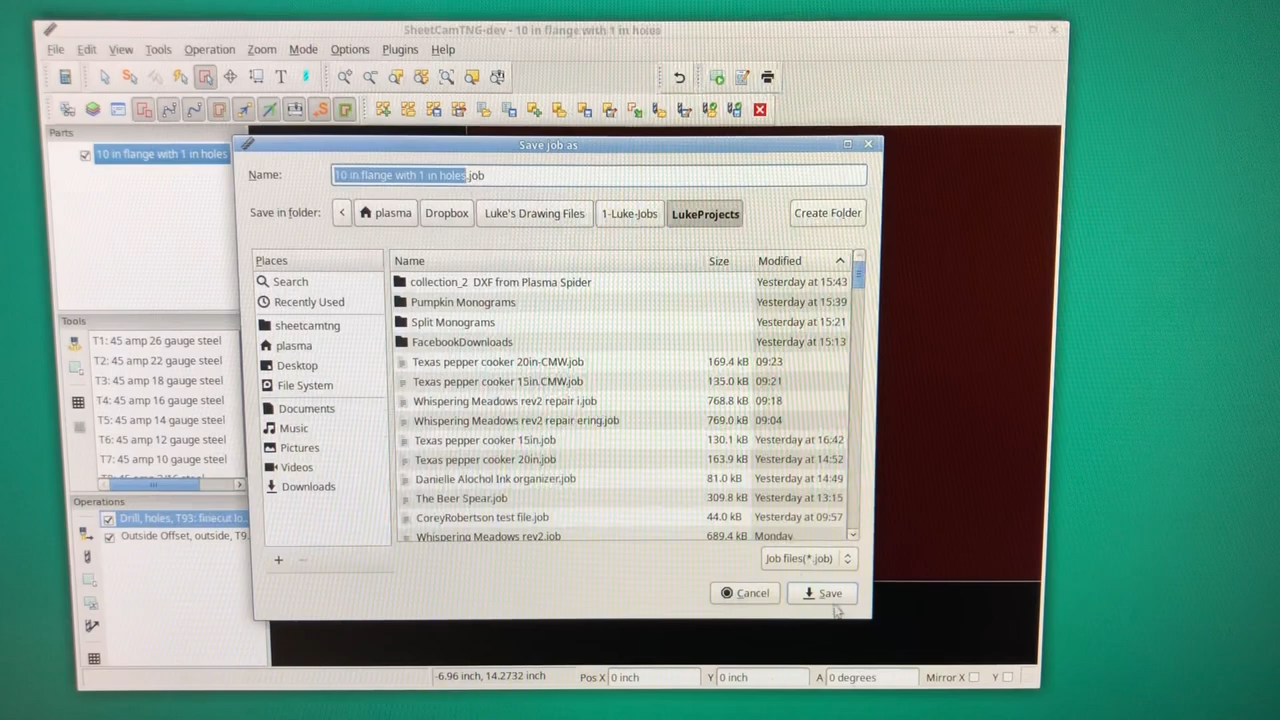 SheetCamTNG-dev - 10 in flange with 1 in holes
File Edit View Tools Operation Zoom Mode Options Plugins Help
Parts
10 in flange with 1 in holes
Save job as
Name: 10 in flange with 1 in holes.job
Save in folder: plasma Dropbox Luke's Drawing Files 1-Luke-Jobs LukeProjects Create Folder
Places
Search
Recently Used
sheetcamtng
plasma
Desktop
File System
Documents
Music
Pictures
Videos
Downloads
Name Size Modified
collection_2 DXF from Plasma Spider Yesterday at 15:43
Pumpkin Monograms Yesterday at 15:39
Split Monograms Yesterday at 15:21
FacebookDownloads Yesterday at 15:13
Texas pepper cooker 20in-CMW.job 169.4 kB 09:23
Texas pepper cooker 15in.CMW.job 135.0 kB 09:21
Whispering Meadows rev2 repair i.job 768.8 kB 09:18
Whispering Meadows rev2 repair ering.job 769.0 kB 09:04
Texas pepper cooker 15in.job 130.1 kB Yesterday at 16:42
Texas pepper cooker 20in.job 163.9 kB Yesterday at 14:52
Danielle Alochol Ink organizer.job 81.0 kB Yesterday at 14:49
The Beer Spear.job 309.8 kB Yesterday at 13:15
CoreyRobertson test file.job 44.0 kB Yesterday at 09:57
Whispering Meadows rev2.job 689.4 kB Monday
Job files(*.job)
Cancel Save
Tools
T1: 45 amp 26 gauge steel
T2: 45 amp 22 gauge steel
T3: 45 amp 18 gauge steel
T4: 45 amp 16 gauge steel
T5: 45 amp 14 gauge steel
T6: 45 amp 12 gauge steel
T7: 45 amp 10 gauge steel
Operations
Drill, holes, T93: finecut lo...
Outside Offset, outside, T9...
-6.96 inch, 14.2732 inch Pos X 0 inch Y 0 inch A 0 degrees Mirror X Y